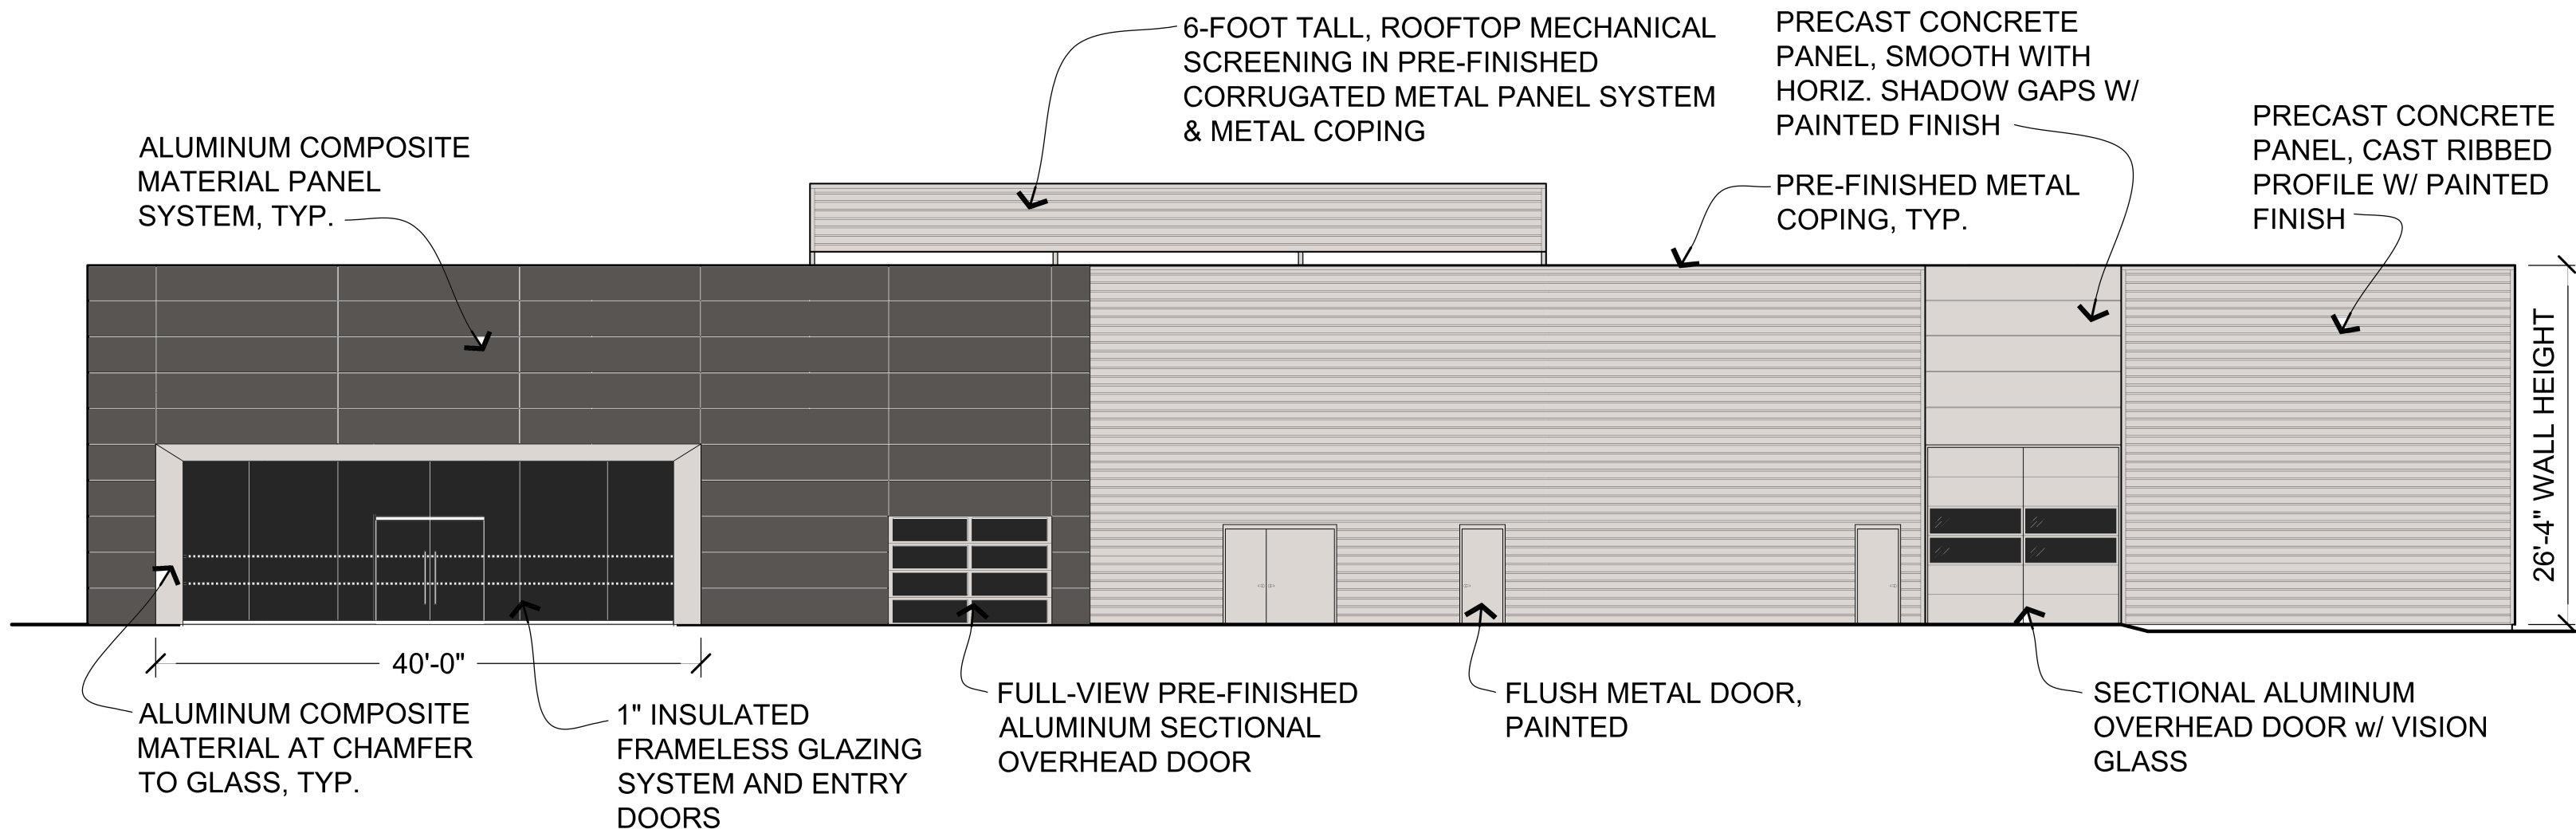 6-FOOT TALL, ROOFTOP MECHANICAL
SCREENING IN PRE-FINISHED
CORRUGATED METAL PANEL SYSTEM
& METAL COPING
PRECAST CONCRETE
PANEL, SMOOTH WITH
HORIZ. SHADOW GAPS W/
PAINTED FINISH
PRECAST CONCRETE
PANEL, CAST RIBBED
PROFILE W/ PAINTED
FINISH
ALUMINUM COMPOSITE
MATERIAL PANEL
SYSTEM, TYP.
PRE-FINISHED METAL
COPING, TYP.
26'-4" WALL HEIGHT
40'-0"
ALUMINUM COMPOSITE
MATERIAL AT CHAMFER
TO GLASS, TYP.
1" INSULATED
FRAMELESS GLAZING
SYSTEM AND ENTRY
DOORS
FULL-VIEW PRE-FINISHED
ALUMINUM SECTIONAL
OVERHEAD DOOR
FLUSH METAL DOOR,
PAINTED
SECTIONAL ALUMINUM
OVERHEAD DOOR w/ VISION
GLASS